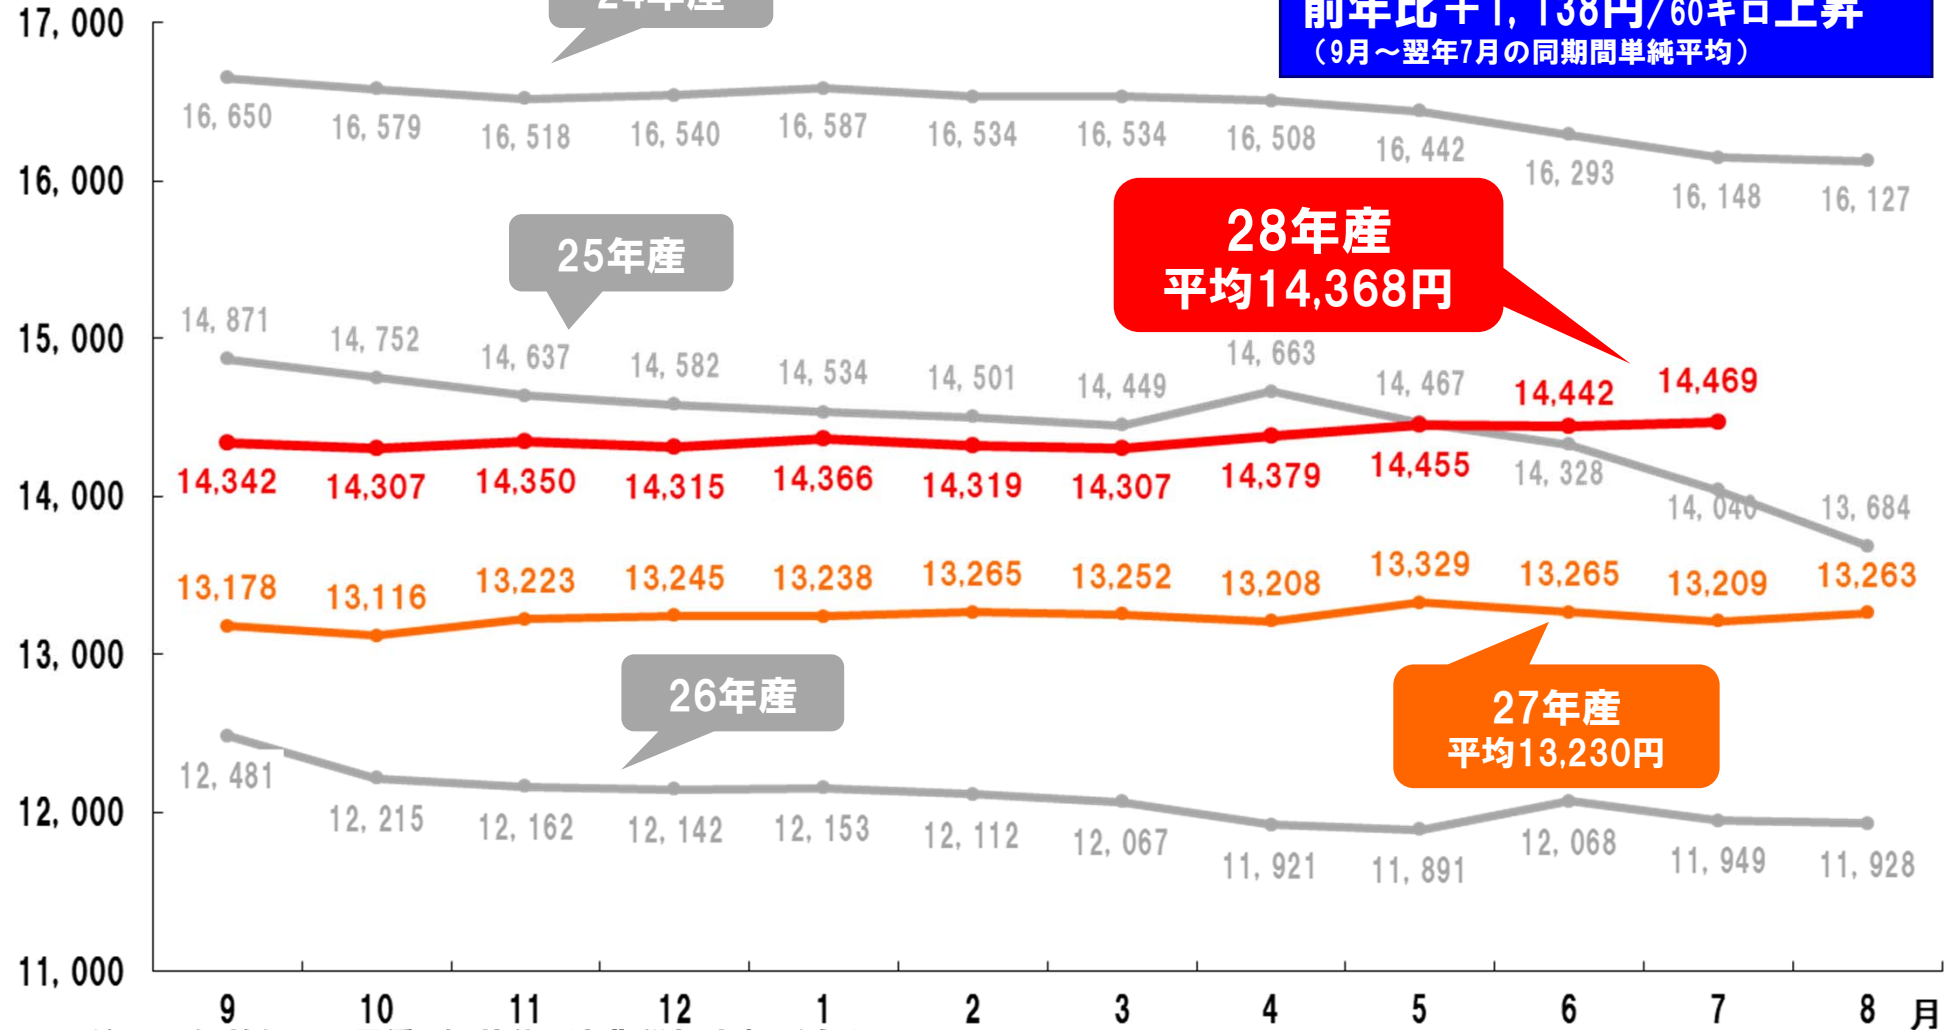 24年産
前年比＋1,138円/60キロ上昇
（9月～翌年7月の同期間単純平均）
17,000
16,650 16,579 16,518 16,540 16,587 16,534 16,534 16,508 16,442 16,293 16,148 16,127
16,000
28年産
平均14,368円
25年産
15,000
14,871 14,752 14,637 14,582 14,534 14,501 14,449 14,663 14,467 14,328 14,040 13,684
14,342 14,307 14,350 14,315 14,366 14,319 14,307 14,379 14,455 14,442 14,469
14,000
13,178 13,116 13,223 13,245 13,238 13,265 13,252 13,208 13,329 13,265 13,209 13,263
13,000
26年産
27年産
平均13,230円
12,481 12,215 12,162 12,142 12,153 12,112 12,067 11,921 11,891 12,068 11,949 11,928
12,000
11,000
9 10 11 12 1 2 3 4 5 6 7 8 月